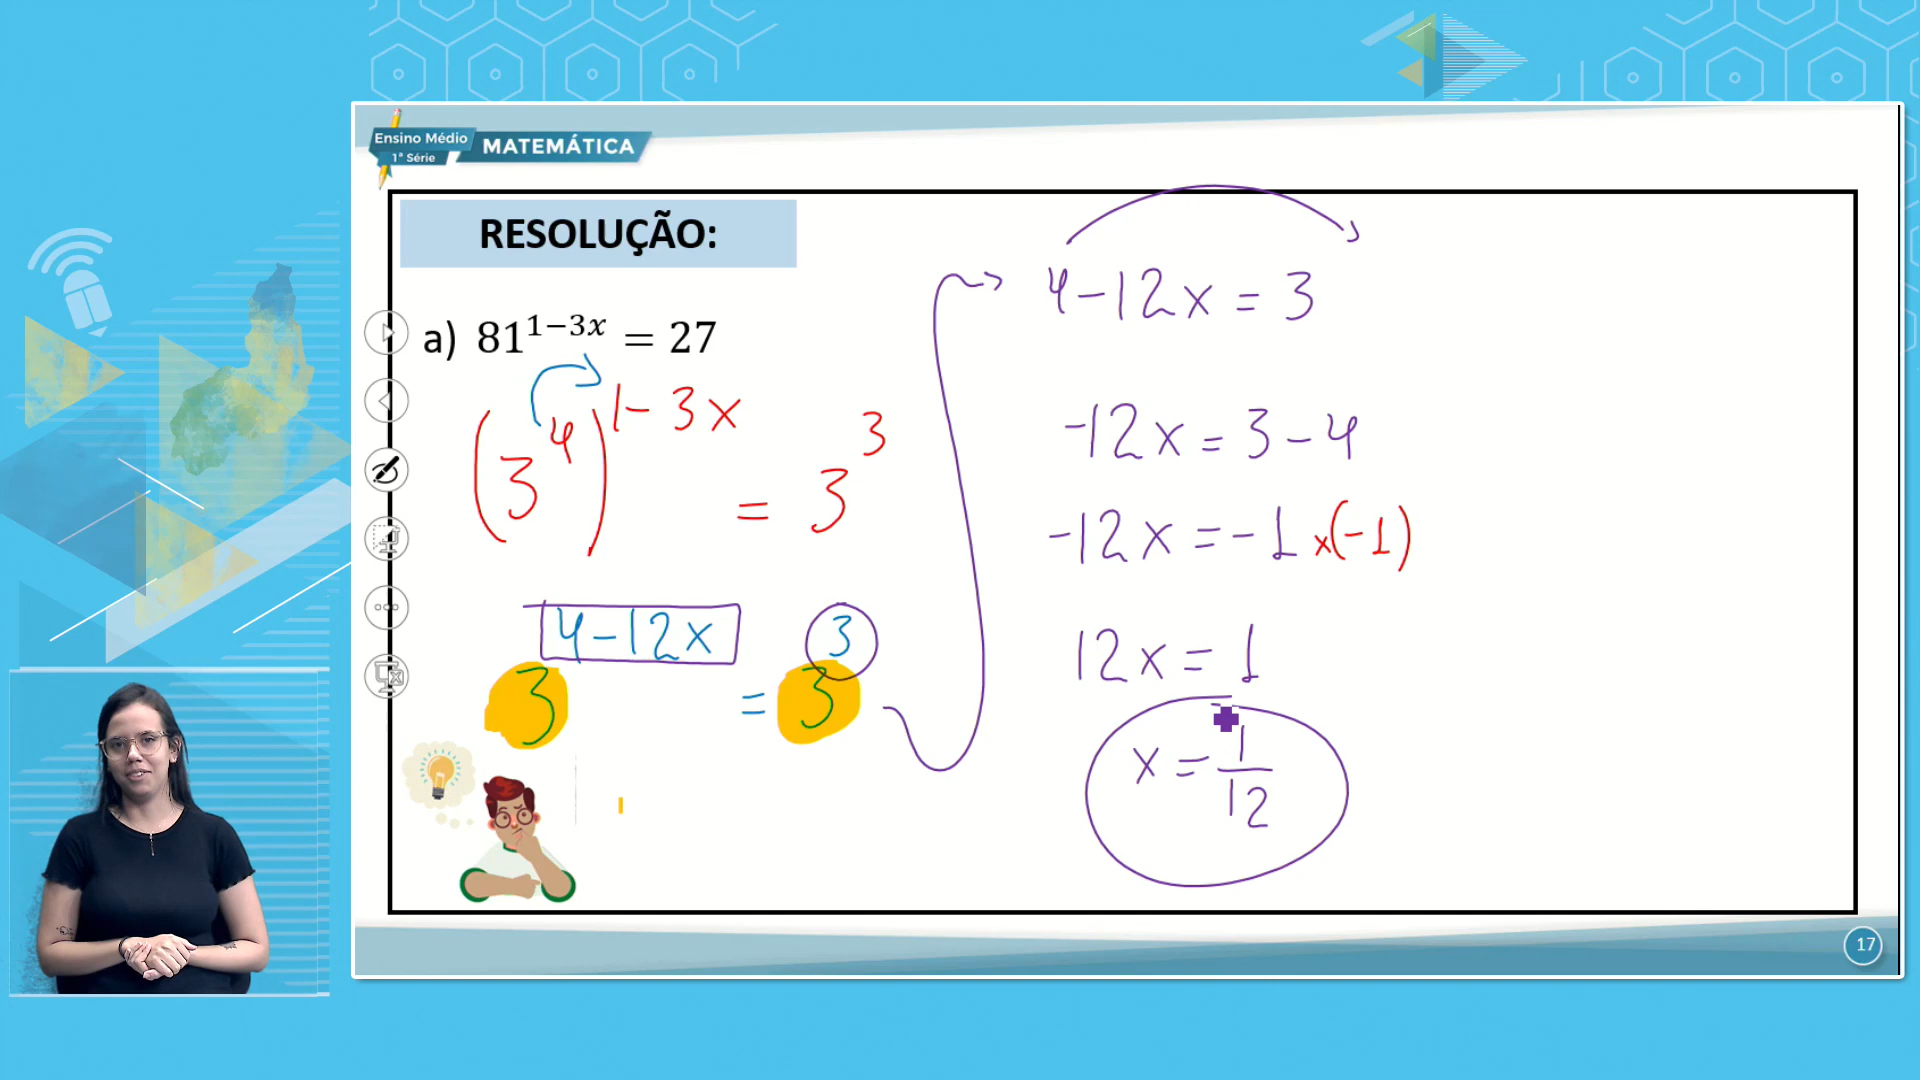 Ensino Médio
1ª Série
MATEMÁTICA
RESOLUÇÃO:
a) 81^{1−3x} = 27
(3^4)^{1-3x} = 3^3
3^{4-12x} = 3^3
4-12x = 3
-12x = 3-4
-12x = -1 x(-1)
12x = 1
x = 1/12
17